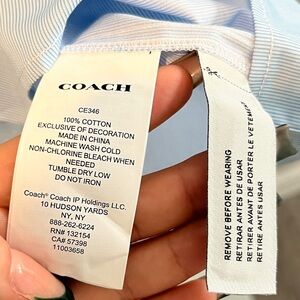 COACH
CE346
100% COTTON
EXCLUSIVE OF DECORATION
MADE IN CHINA
MACHINE WASH COLD
NON-CHLORINE BLEACH WHEN
NEEDED
TUMBLE DRY LOW
DO NOT IRON
Coach® Coach IP Holdings LLC.
10 HUDSON YARDS
NY, NY
888-262-6224
RN# 132154
CA# 57398
11003658
REMOVE BEFORE WEARING
RETIRAR ANTES DE USAR
RETIRER AVANT DE PORTER LE VETEMENT
RETIRE ANTES DE USAR